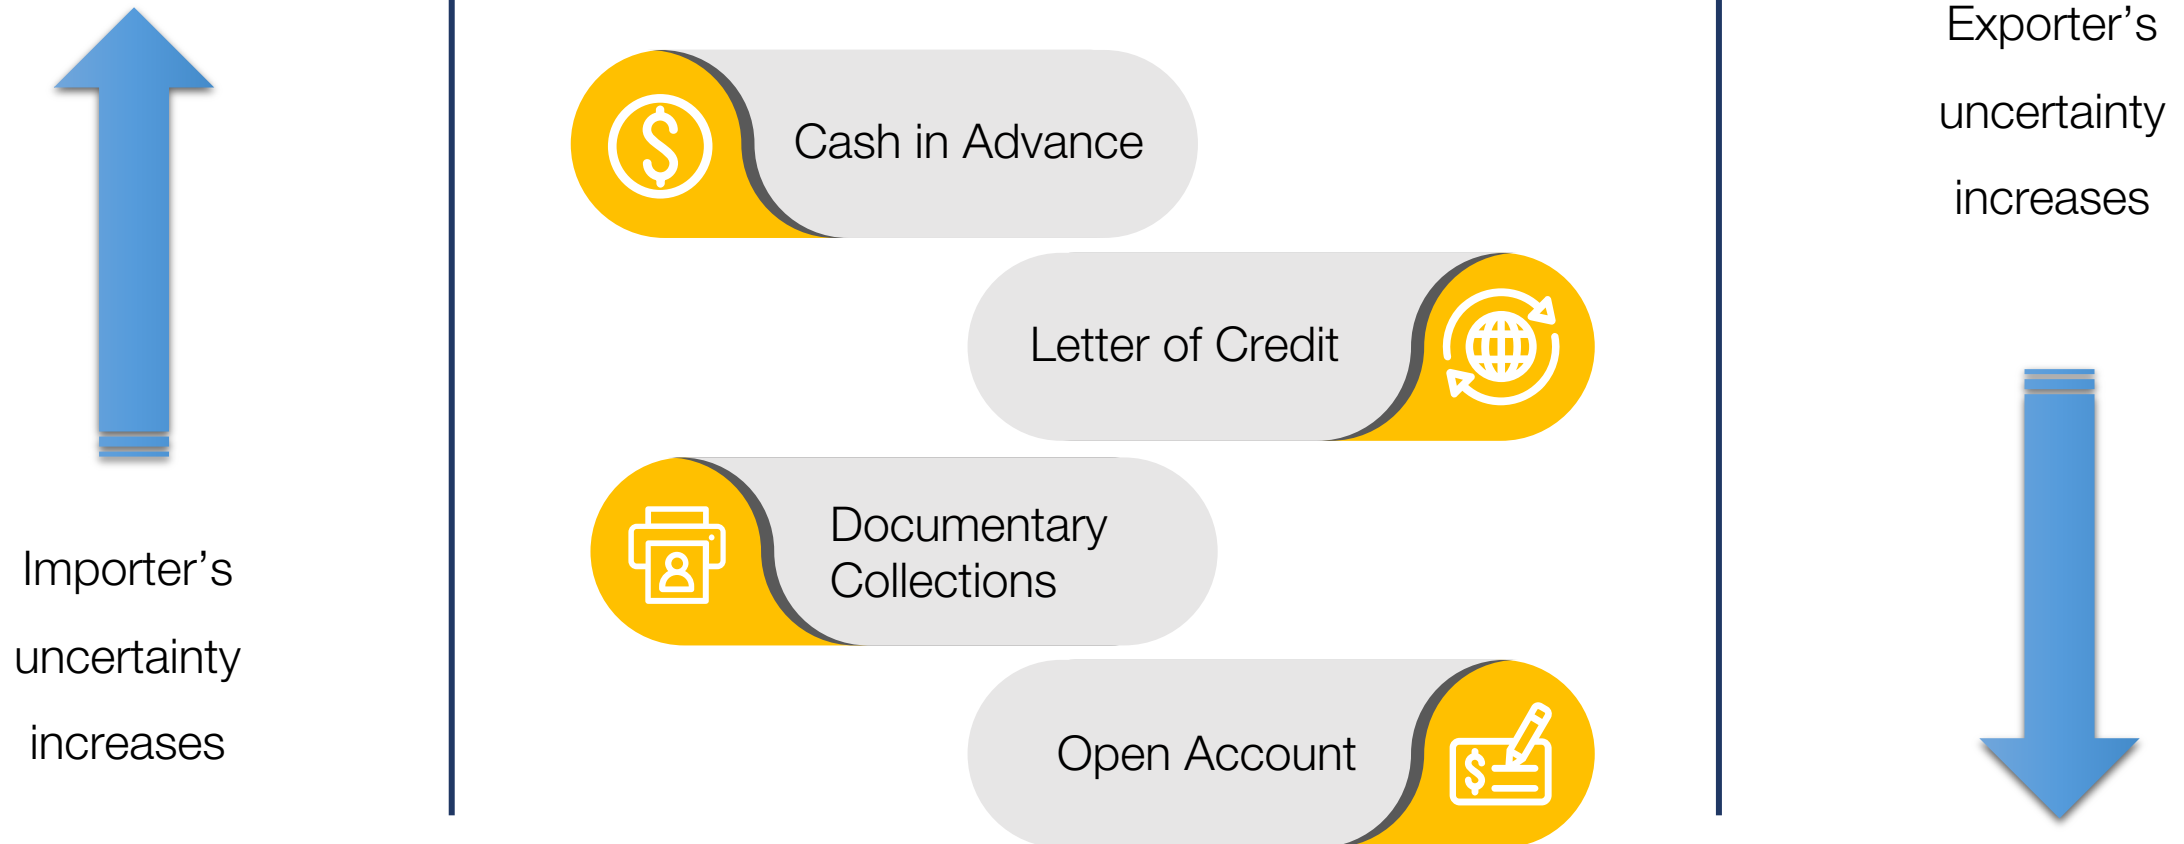 Importer’s
uncertainty
increases
Cash in Advance
Letter of Credit
Documentary
Collections
Open Account
Exporter’s
uncertainty
increases